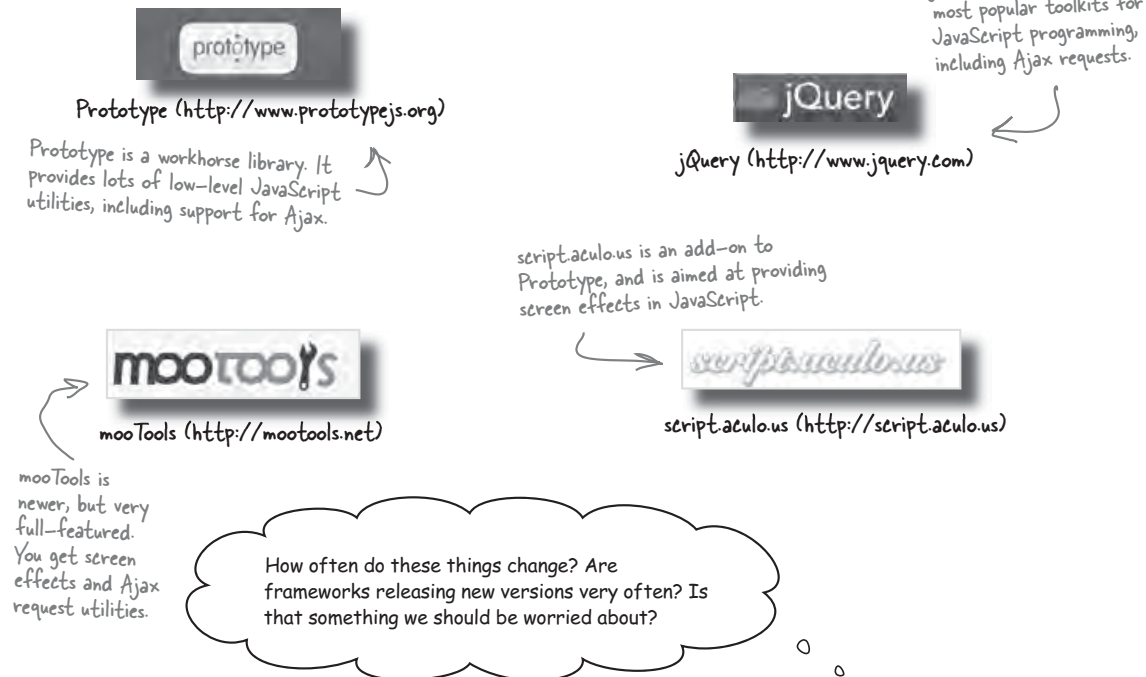 prototype
Prototype (http://www.prototypejs.org)
Prototype is a workhorse library. It
provides lots of low-level JavaScript
utilities, including support for Ajax.
most popular toolkits for
JavaScript programming,
including Ajax requests.
jQuery
jQuery (http://www.jquery.com)
script.aculo.us is an add-on to
Prototype, and is aimed at providing
screen effects in JavaScript.
mootools
mooTools (http://mootools.net)
script.aculo.us
script.aculo.us (http://script.aculo.us)
mooTools is
newer, but very
full-featured.
You get screen
effects and Ajax
request utilities.
How often do these things change? Are
frameworks releasing new versions very often? Is
that something we should be worried about?